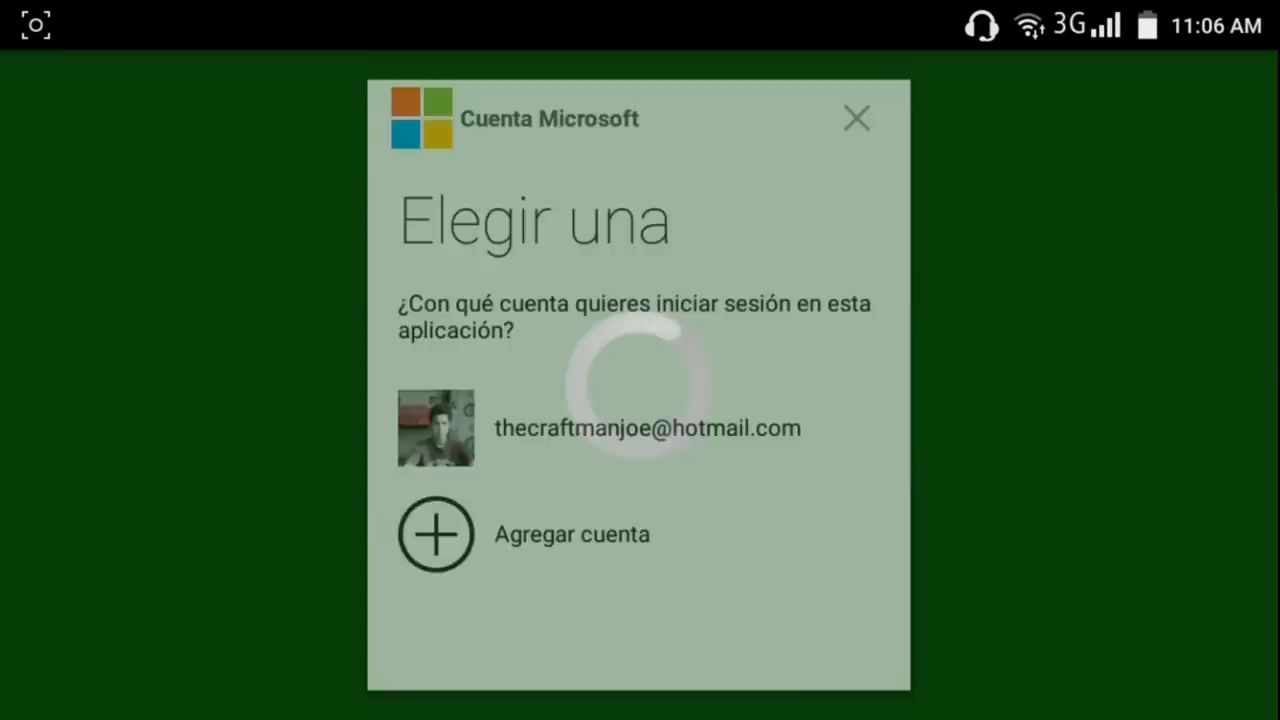 3G 11:06 AM
Cuenta Microsoft
Elegir una
¿Con qué cuenta quieres iniciar sesión en esta
aplicación?
thecraftmanjoe@hotmail.com
Agregar cuenta